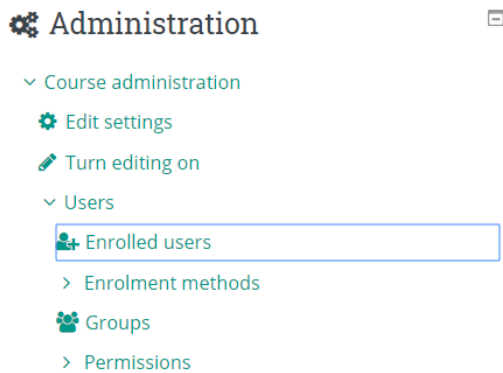 Administration
Course administration
Edit settings
Turn editing on
Users
Enrolled users
Enrolment methods
Groups
Permissions